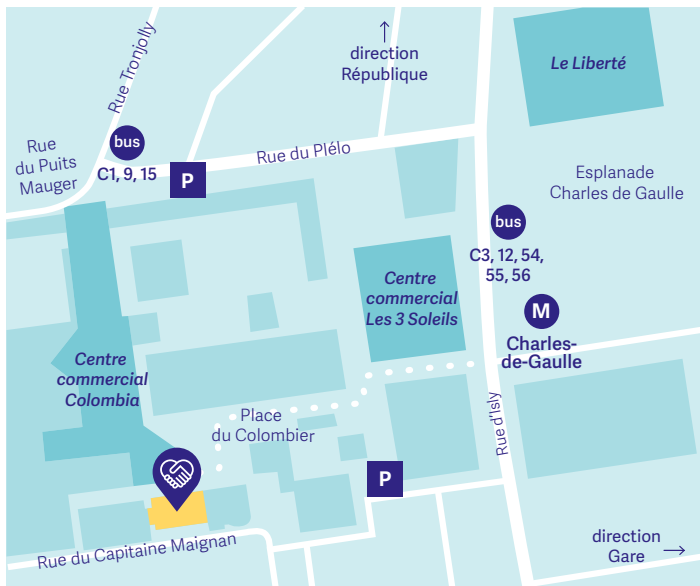 direction
République
Le Liberté
Rue Tronjolly
Rue
du Puits
Mauger
bus
C1, 9, 15
P
Rue du Plélo
Esplanade
Charles de Gaulle
bus
C3, 12, 54,
55, 56
M
Charles-
de-Gaulle
Centre
commercial
Les 3 Soleils
Centre
commercial
Colombia
Place
du Colombier
Rue d'Isly
P
Rue du Capitaine Maignan
direction
Gare